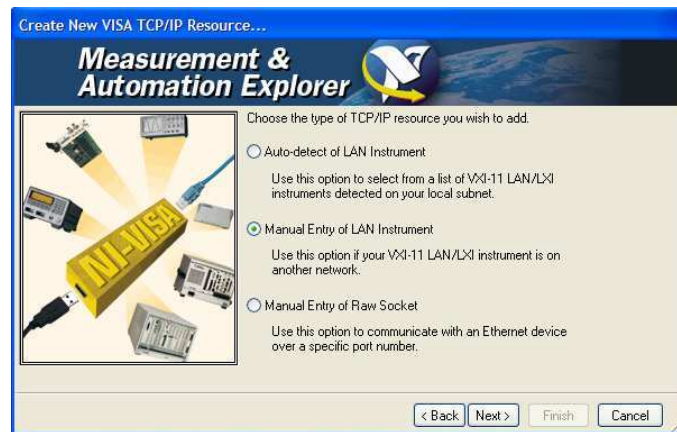 Create New VISA TCP/IP Resource...
Measurement &
Automation Explorer
Choose the type of TCP/IP resource you wish to add.
Auto-detect of LAN Instrument
Use this option to select from a list of VXI-11 LAN/LXI
instruments detected on your local subnet.
Manual Entry of LAN Instrument
Use this option if your VXI-11 LAN/LXI instrument is on
another network.
Manual Entry of Raw Socket
Use this option to communicate with an Ethernet device
over a specific port number.
NI-VISA
< Back
Next >
Finish
Cancel